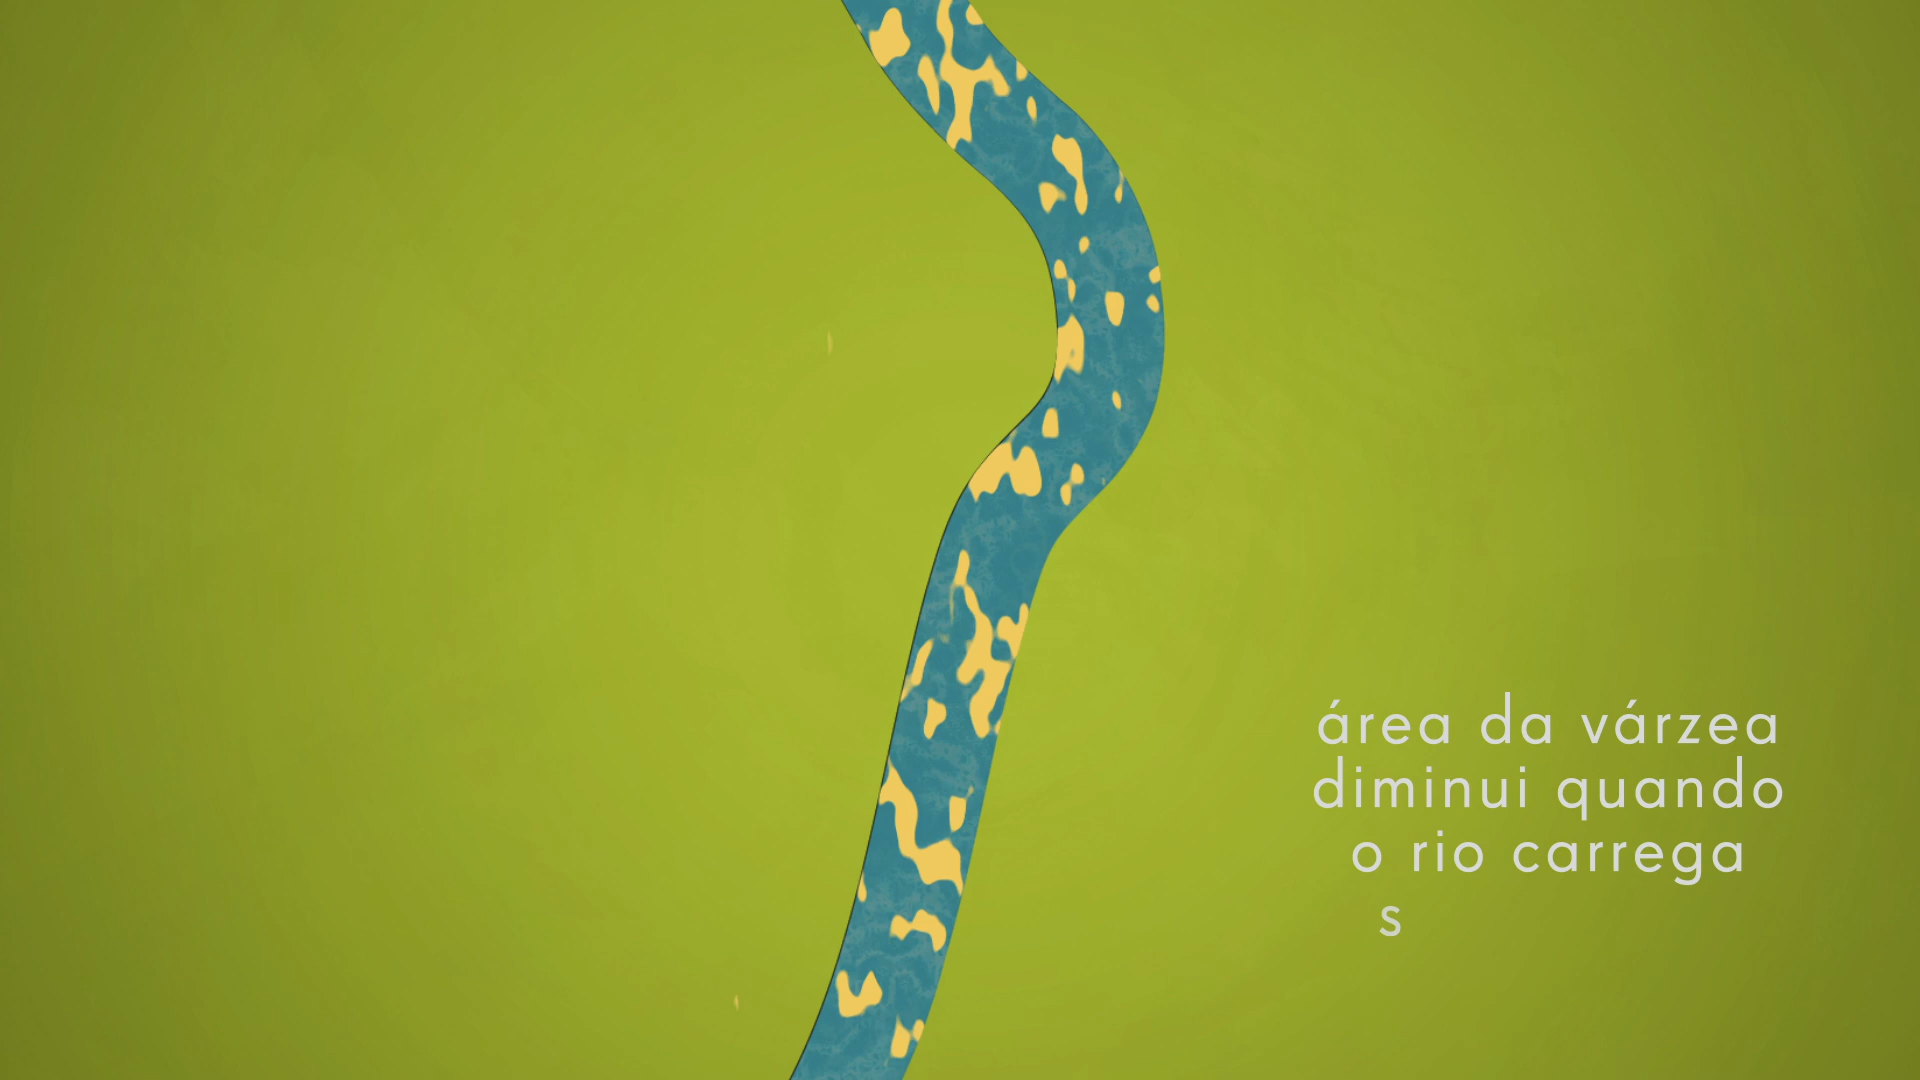 área da várzea
diminui quando
o rio carrega
s